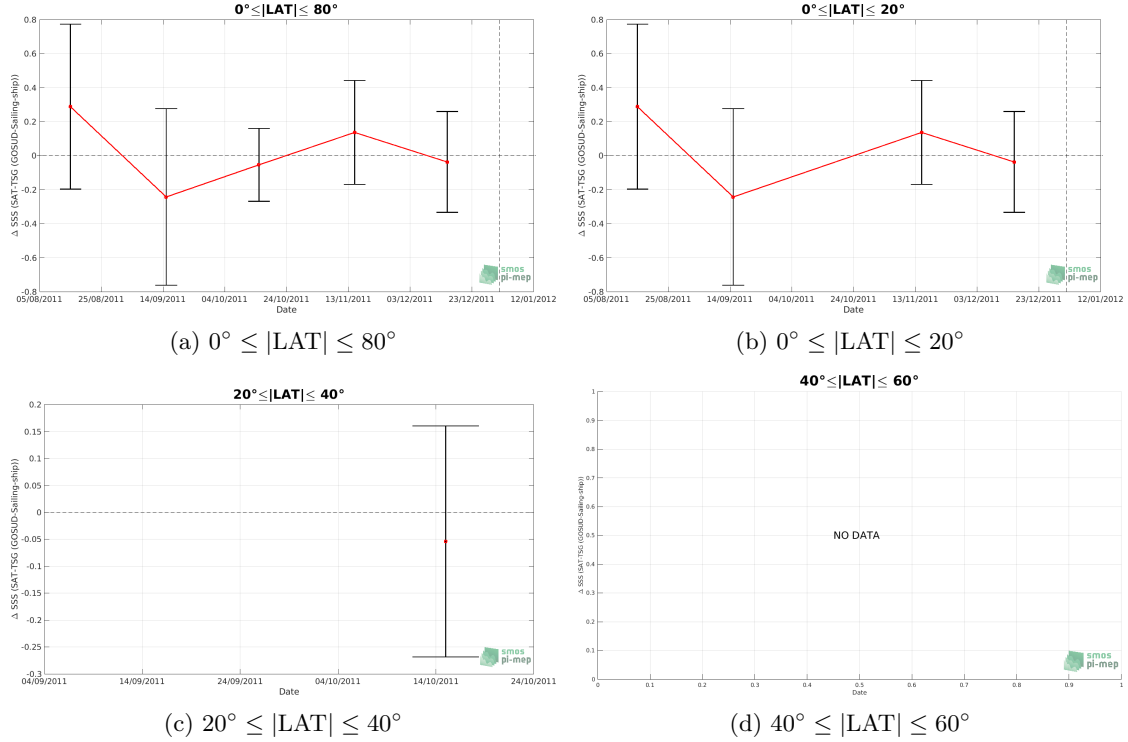 0°≤|LAT|≤ 80°
Δ SSS (SAT-TSG (GOSUD-Sailing-ship))
0.8
0.6
0.4
0.2
0
-0.2
-0.4
-0.6
-0.8
05/08/2011 25/08/2011 14/09/2011 04/10/2011 24/10/2011 13/11/2011 03/12/2011 23/12/2011 12/01/2012
Date
smos
pi-mep
(a) 0° ≤ |LAT| ≤ 80°
0°≤|LAT|≤ 20°
Δ SSS (SAT-TSG (GOSUD-Sailing-ship))
0.8
0.6
0.4
0.2
0
-0.2
-0.4
-0.6
-0.8
05/08/2011 25/08/2011 14/09/2011 04/10/2011 24/10/2011 13/11/2011 03/12/2011 23/12/2011 12/01/2012
Date
smos
pi-mep
(b) 0° ≤ |LAT| ≤ 20°
20°≤|LAT|≤ 40°
Δ SSS (SAT-TSG (GOSUD-Sailing-ship))
0.2
0.15
0.1
0.05
0
-0.05
-0.1
-0.15
-0.2
-0.25
-0.3
04/09/2011 14/09/2011 24/09/2011 04/10/2011 14/10/2011 24/10/2011
Date
smos
pi-mep
(c) 20° ≤ |LAT| ≤ 40°
40°≤|LAT|≤ 60°
Δ SSS (SAT-TSG (GOSUD-Sailing-ship))
1
0.9
0.8
0.7
0.6
0.5
0.4
0.3
0.2
0.1
0
NO DATA
0 0.1 0.2 0.3 0.4 0.5 0.6 0.7 0.8 0.9 1
Date
smos
pi-mep
(d) 40° ≤ |LAT| ≤ 60°